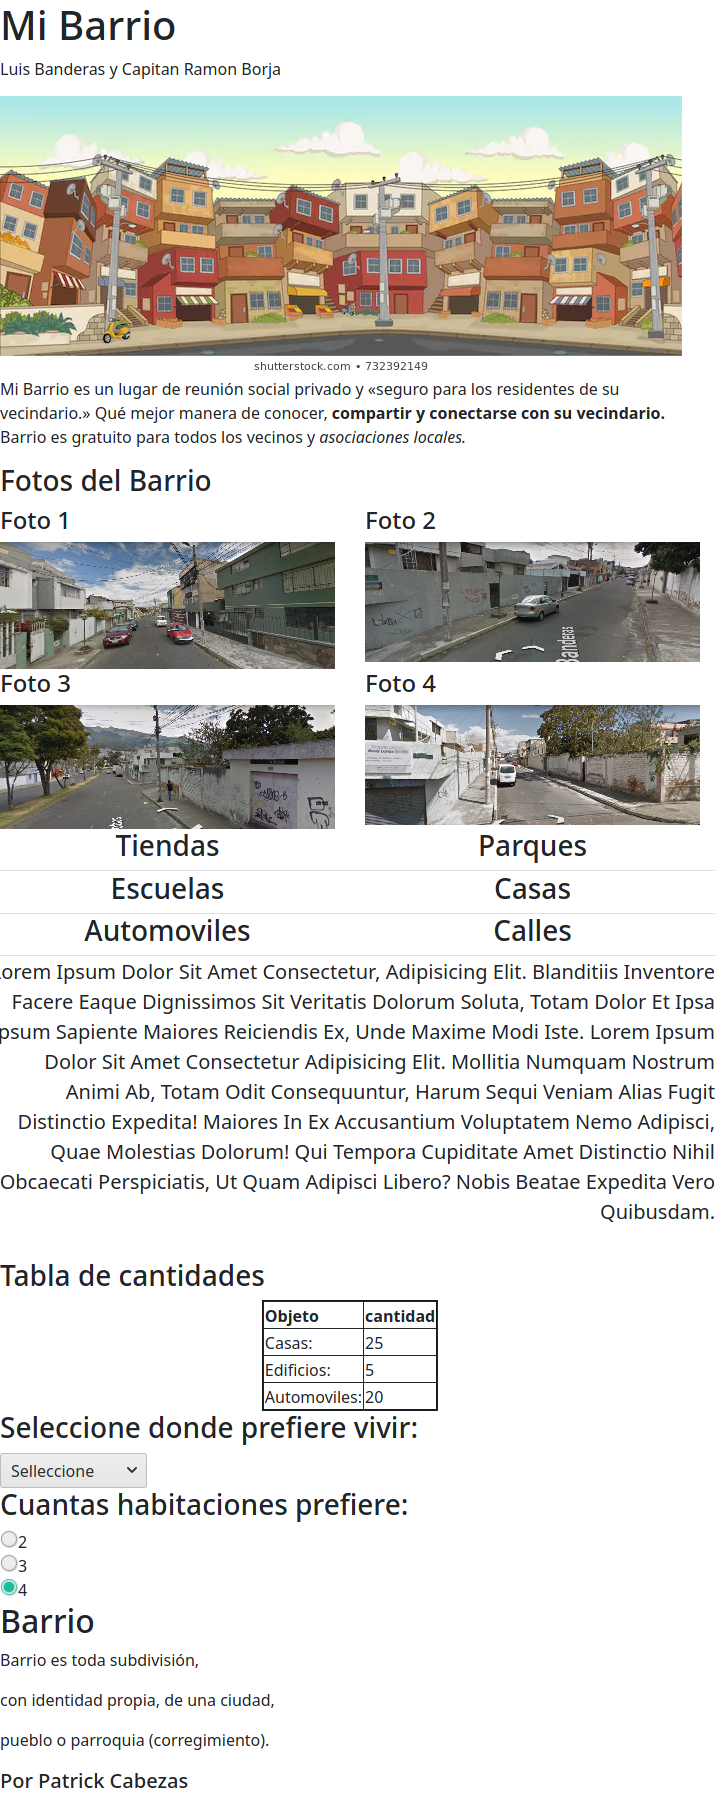 Mi Barrio
Luis Banderas y Capitan Ramon Borja
shutterstock.com • 732392149
Mi Barrio es un lugar de reunión social privado y «seguro para los residentes de su
vecindario.» Qué mejor manera de conocer, compartir y conectarse con su vecindario.
Barrio es gratuito para todos los vecinos y asociaciones locales.
Fotos del Barrio
Foto 1
Foto 2
Banderas
Foto 3
Foto 4
Tiendas
Parques
Escuelas
Casas
Automoviles
Calles
orem Ipsum Dolor Sit Amet Consectetur, Adipisicing Elit. Blanditiis Inventore
Facere Eaque Dignissimos Sit Veritatis Dolorum Soluta, Totam Dolor Et Ipsa
psum Sapiente Maiores Reiciendis Ex, Unde Maxime Modi Iste. Lorem Ipsum
Dolor Sit Amet Consectetur Adipisicing Elit. Mollitia Numquam Nostrum
Animi Ab, Totam Odit Consequuntur, Harum Sequi Veniam Alias Fugit
Distinctio Expedita! Maiores In Ex Accusantium Voluptatem Nemo Adipisci,
Quae Molestias Dolorum! Qui Tempora Cupiditate Amet Distinctio Nihil
Obcaecati Perspiciatis, Ut Quam Adipisci Libero? Nobis Beatae Expedita Vero
Quibusdam.
Tabla de cantidades
Objeto cantidad
Casas: 25
Edificios: 5
Automoviles: 20
Seleccione donde prefiere vivir:
Selleccione
Cuantas habitaciones prefiere:
2
3
4
Barrio
Barrio es toda subdivisión,
con identidad propia, de una ciudad,
pueblo o parroquia (corregimiento).
Por Patrick Cabezas